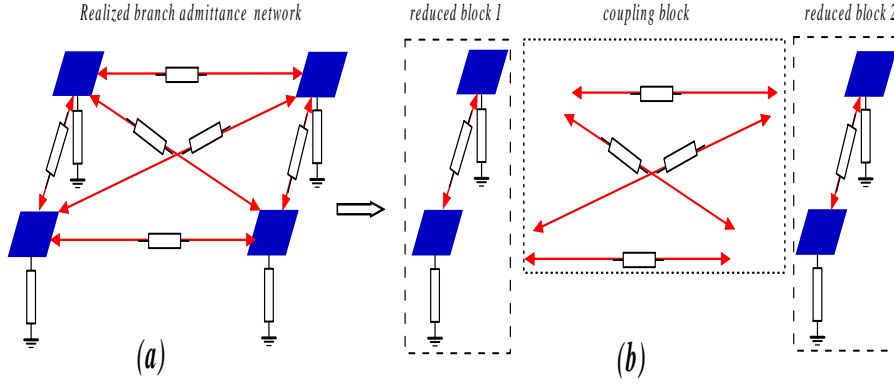 Realized branch admittance network
reduced block 1
coupling block
reduced block 2
(a)
(b)